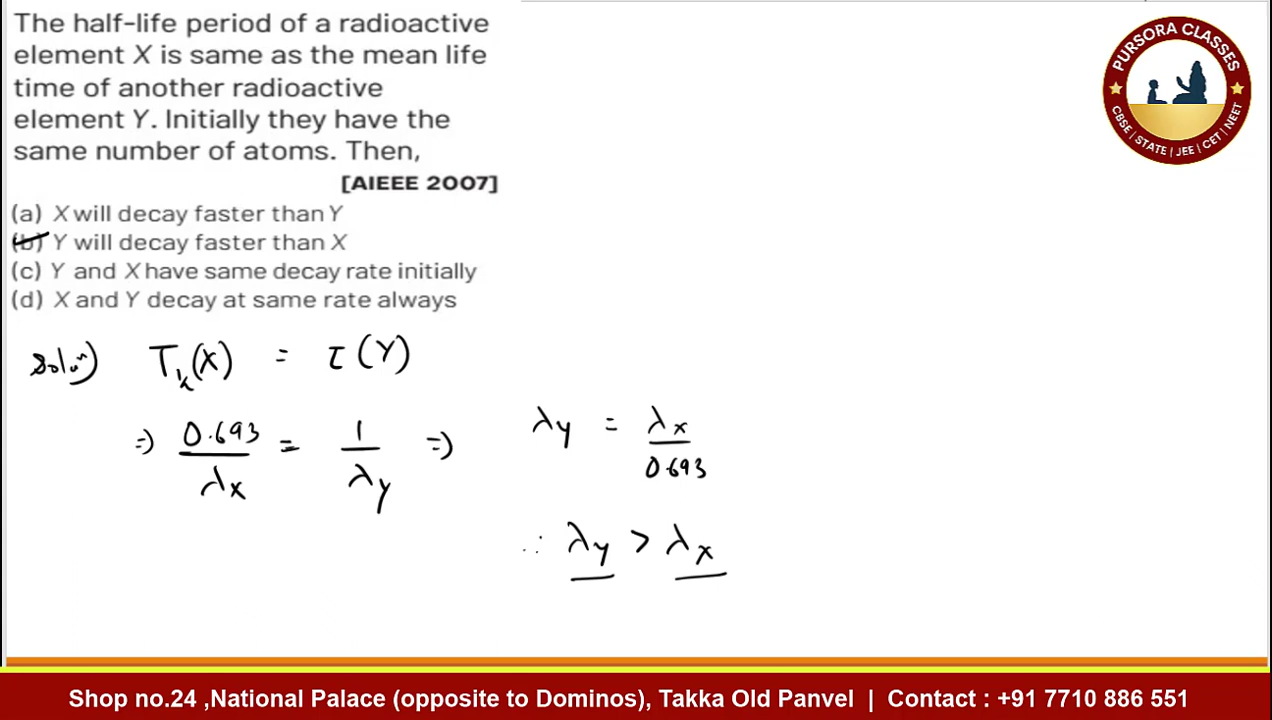 The half-life period of a radioactive
element X is same as the mean life
time of another radioactive
element Y. Initially they have the
same number of atoms. Then,
[AIEEE 2007]
(a) X will decay faster than Y
(b) Y will decay faster than X
(c) Y and X have same decay rate initially
(d) X and Y decay at same rate always
Solu^n) T_{1/2}(X) = τ(Y)
⇒ 0.693/λx = 1/λy ⇒ λy = λx/0.693
∴ λy > λx
PURSORA CLASSES
CBSE | STATE | JEE | CET | NEET
Shop no.24 ,National Palace (opposite to Dominos), Takka Old Panvel | Contact : +91 7710 886 551